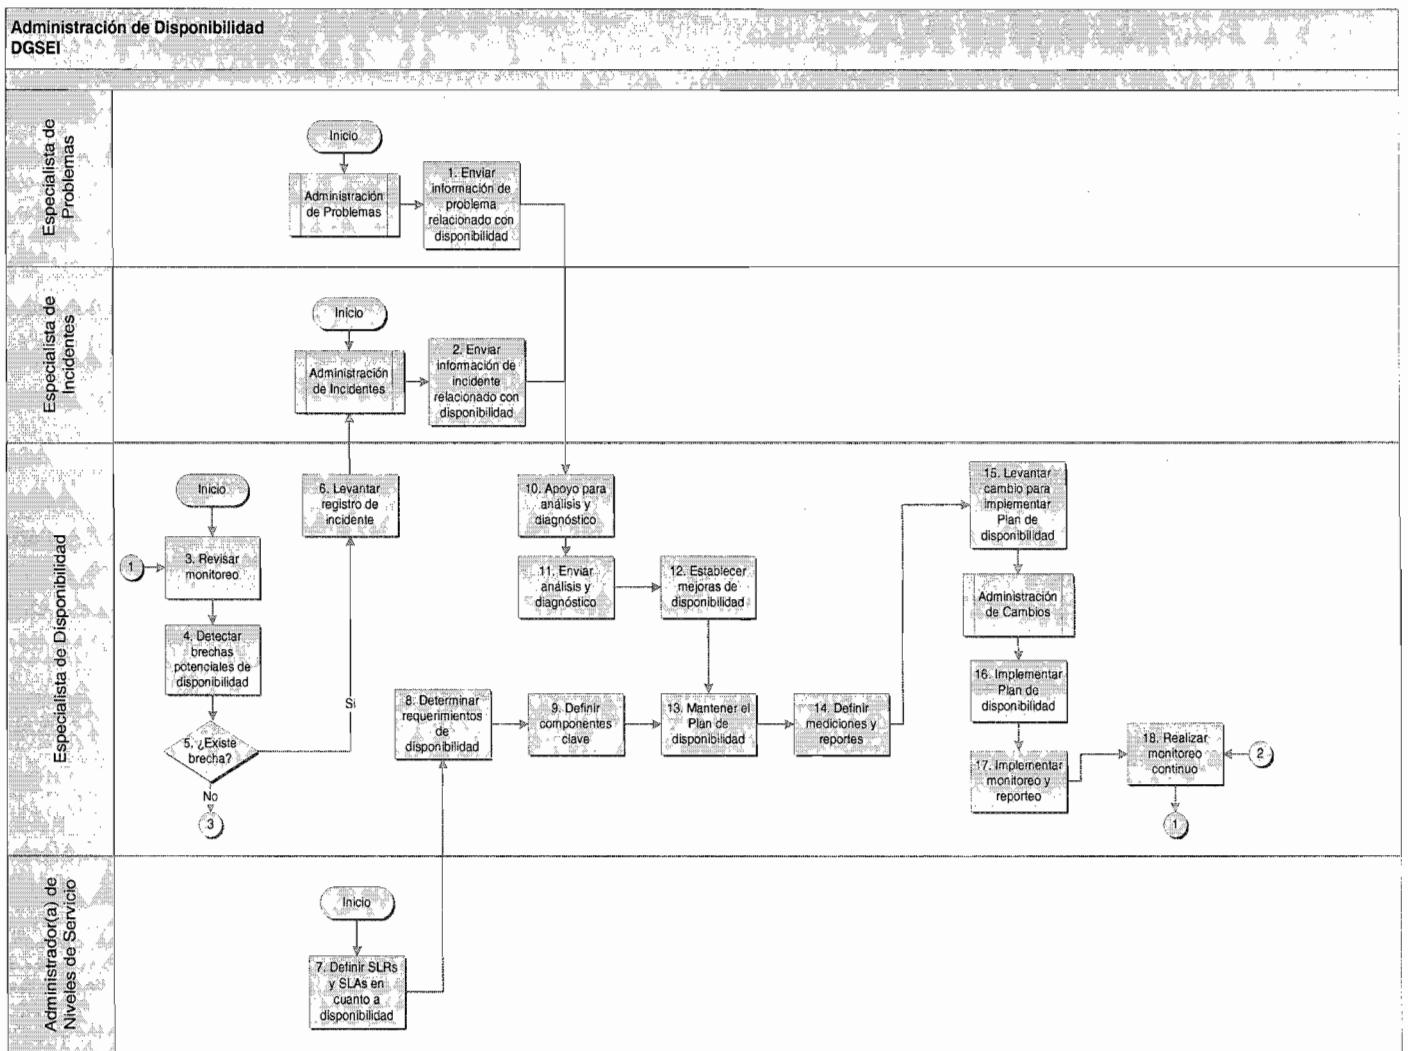 Administración de Disponibilidad
DGSEI
Especialista de
Problemas
Inicio
Administración
de Problemas
1. Enviar
información de
problema
relacionado con
disponibilidad
Especialista de
Incidentes
Inicio
Administración
de Incidentes
2. Enviar
información de
incidente
relacionado con
disponibilidad
Especialista de Disponibilidad
Inicio
1
3. Revisar
monitoreo
4. Detectar
brechas
potenciales de
disponibilidad
5. ¿Existe
brecha?
No
3
Si
6. Levantar
registro de
incidente
8. Determinar
requerimientos
de
disponibilidad
9. Definir
componentes
clave
10. Apoyo para
análisis y
diagnóstico
11. Enviar
análisis y
diagnóstico
12. Establecer
mejoras de
disponibilidad
13. Mantener el
Plan de
disponibilidad
14. Definir
mediciones y
reportes
15. Levantar
cambio para
implementar
Plan de
disponibilidad
Administración
de Cambios
16. Implementar
Plan de
disponibilidad
17. Implementar
monitoreo y
reporteo
18. Realizar
monitoreo
continuo
2
1
Administrador(a) de
Niveles de Servicio
Inicio
7. Definir SLRs
y SLAs en
cuanto a
disponibilidad